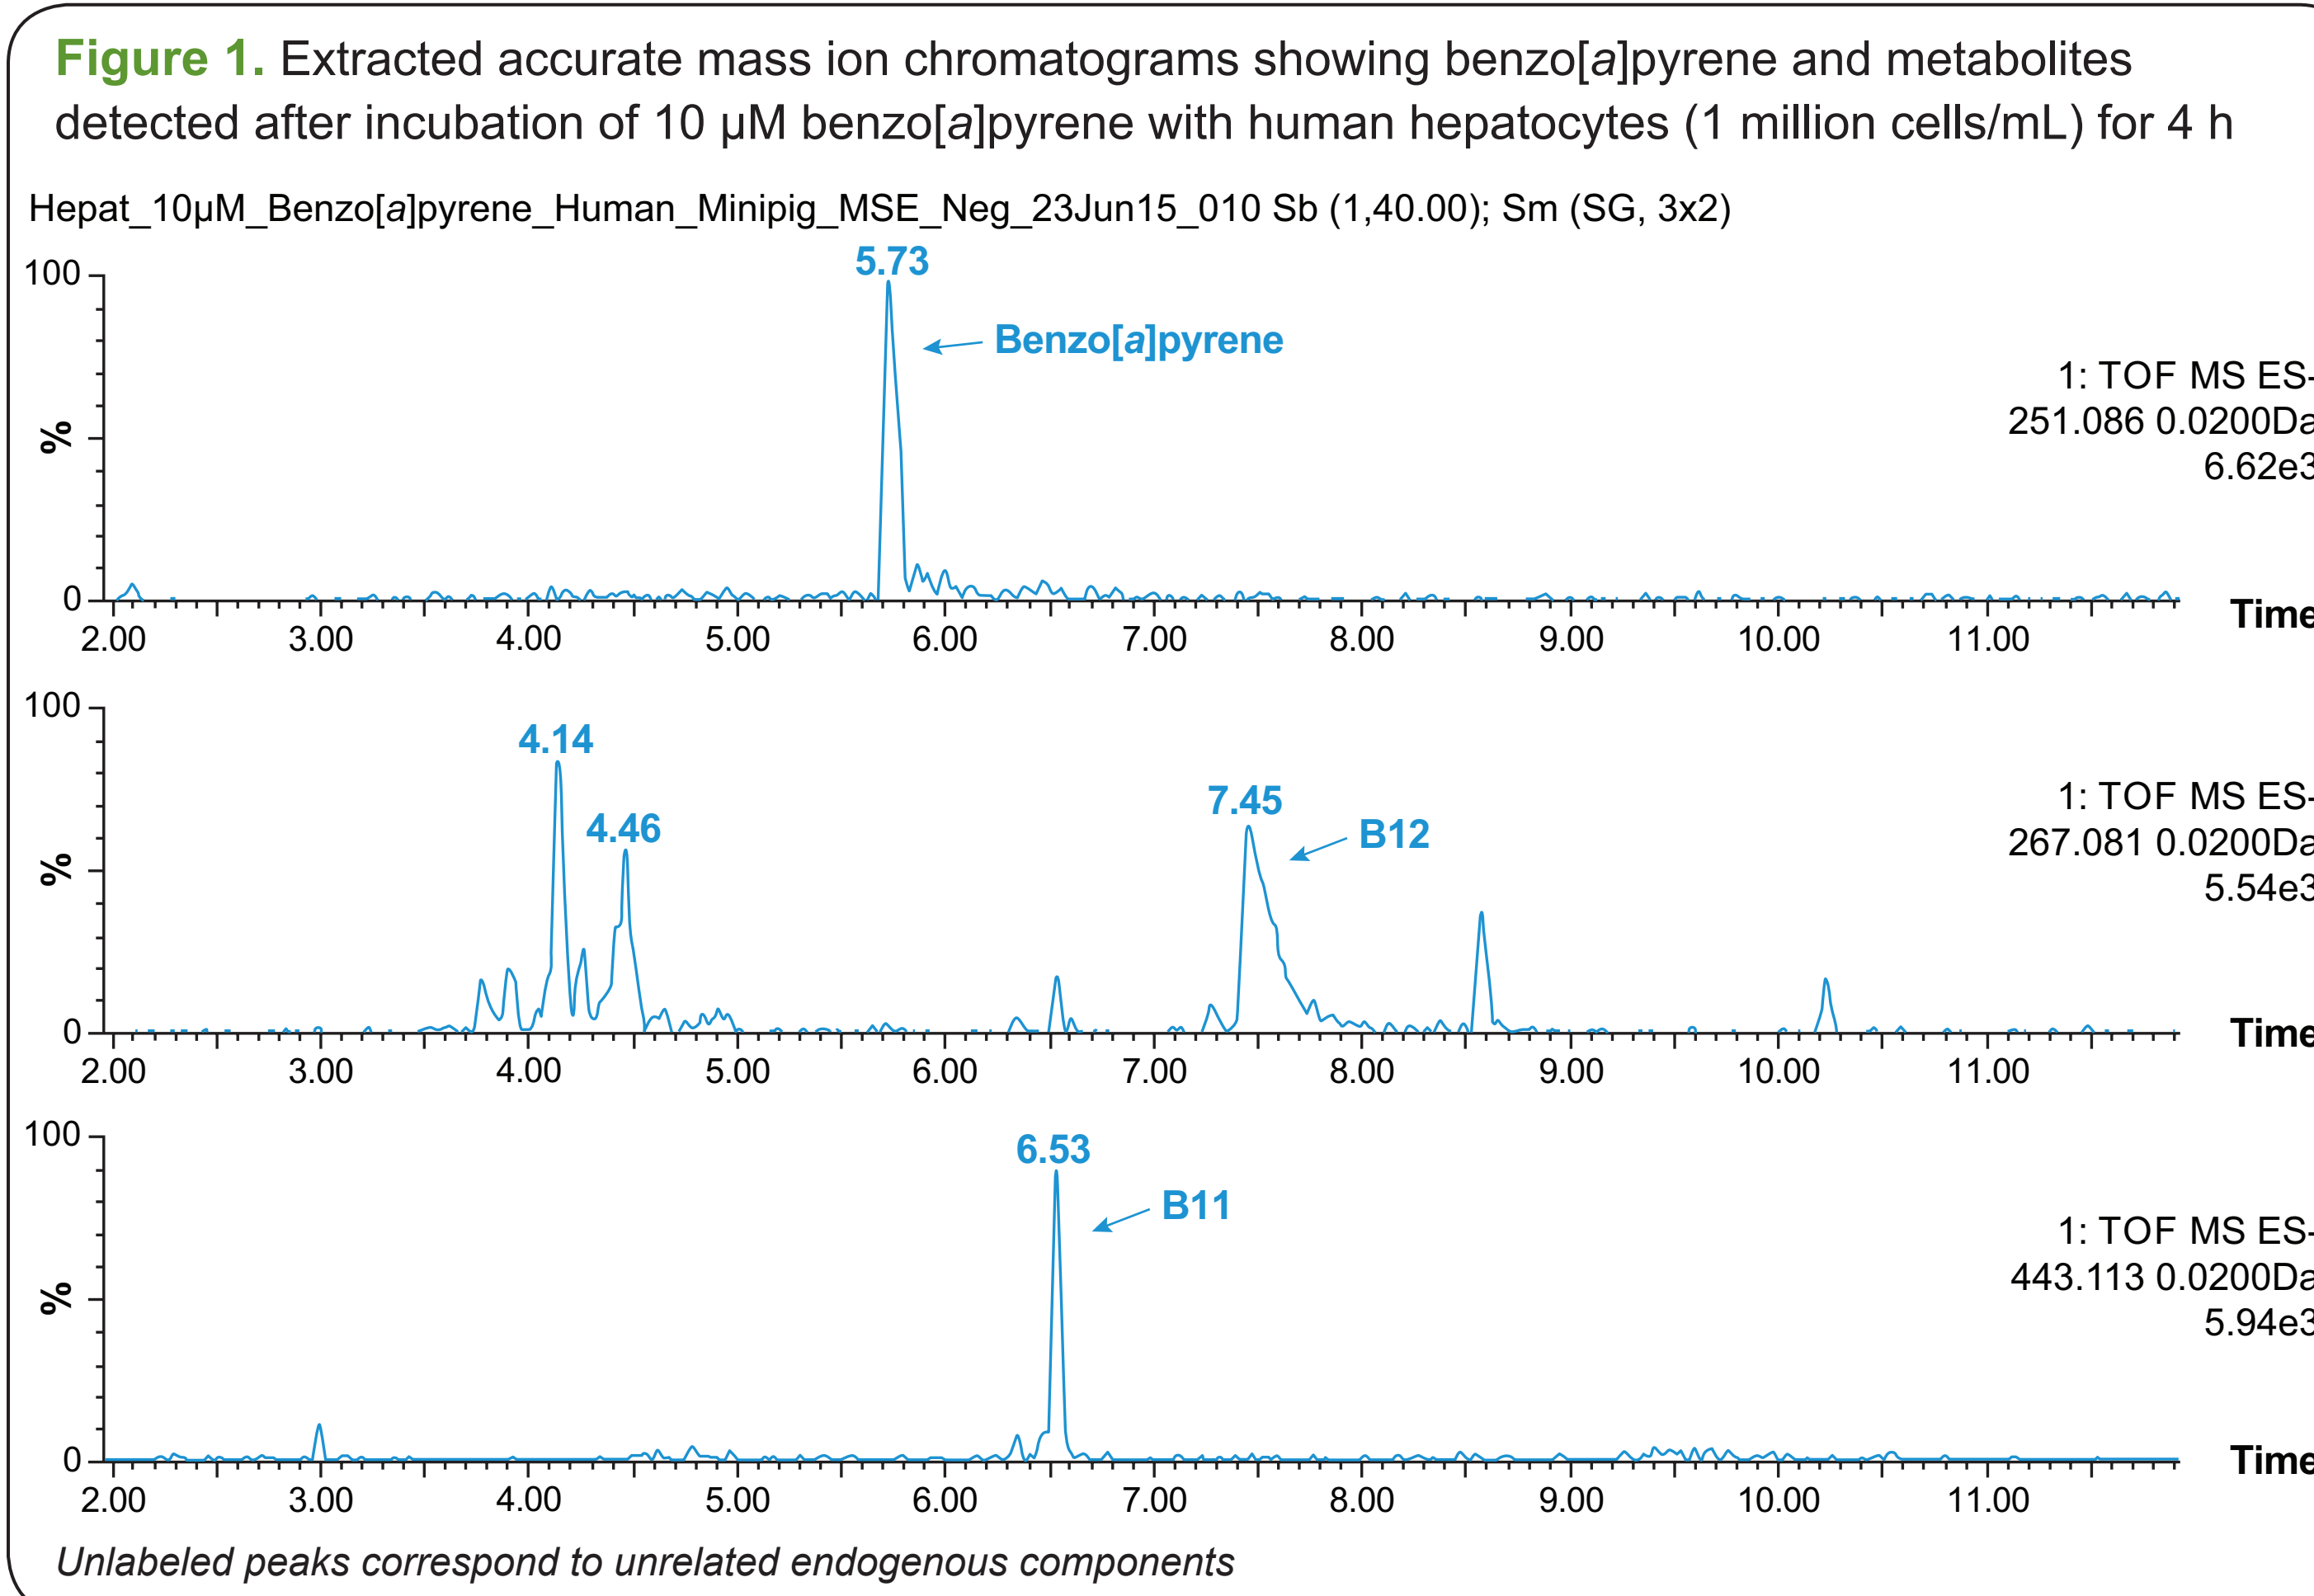 Figure 1. Extracted accurate mass ion chromatograms showing benzo[a]pyrene and metabolites
detected after incubation of 10 µM benzo[a]pyrene with human hepatocytes (1 million cells/mL) for 4 h
Hepat_10µM_Benzo[a]pyrene_Human_Minipig_MSE_Neg_23Jun15_010 Sb (1,40.00); Sm (SG, 3x2)
100
%
0
5.73
Benzo[a]pyrene
1: TOF MS ES-
251.086 0.0200Da
6.62e3
2.00 3.00 4.00 5.00 6.00 7.00 8.00 9.00 10.00 11.00
Time
100
%
0
4.14
4.46
7.45
B12
1: TOF MS ES-
267.081 0.0200Da
5.54e3
2.00 3.00 4.00 5.00 6.00 7.00 8.00 9.00 10.00 11.00
Time
100
%
0
6.53
B11
1: TOF MS ES-
443.113 0.0200Da
5.94e3
2.00 3.00 4.00 5.00 6.00 7.00 8.00 9.00 10.00 11.00
Time
Unlabeled peaks correspond to unrelated endogenous components